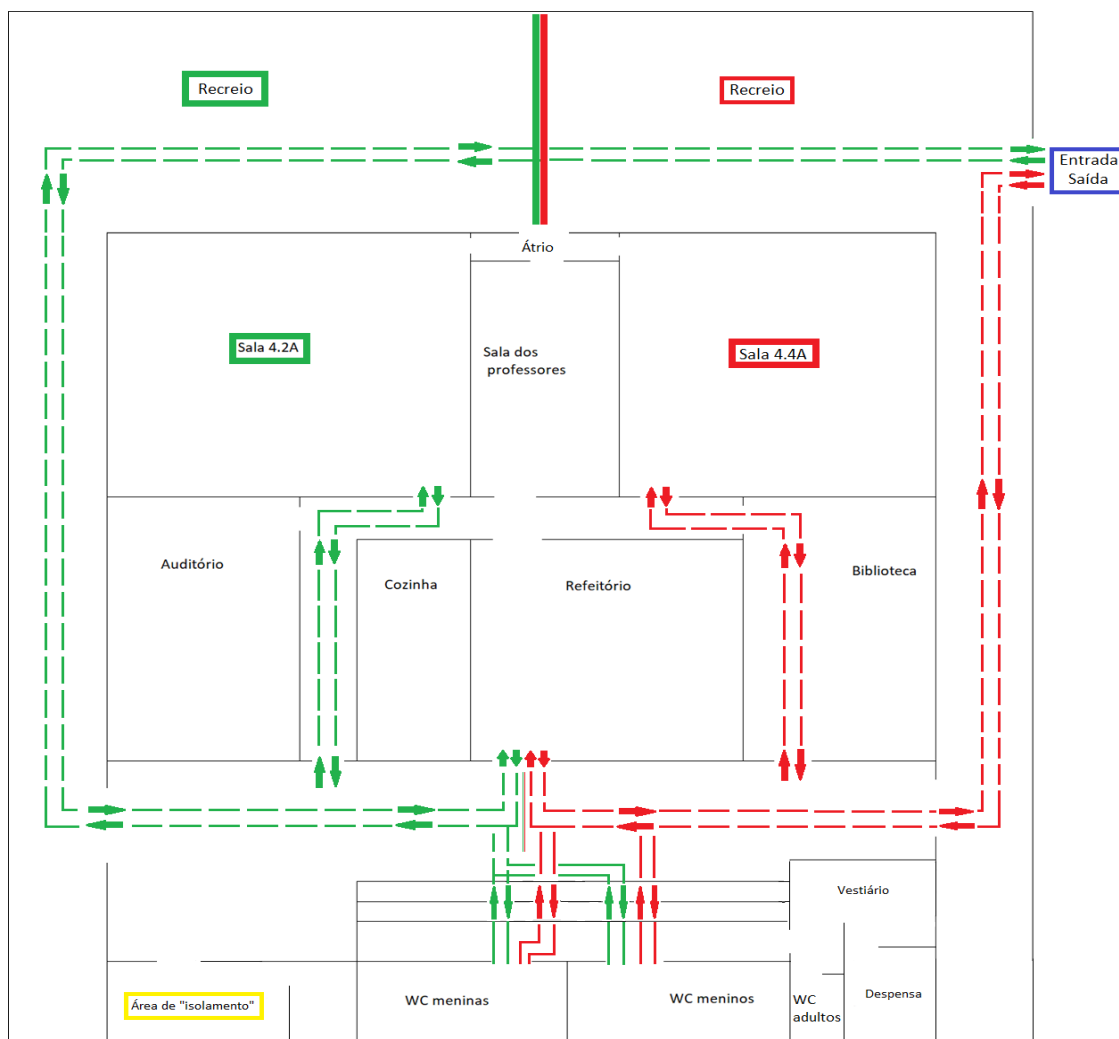 Recreio
Recreio
Entrada
Saída
Átrio
Sala 4.2A
Sala dos
professores
Sala 4.4A
Auditório
Cozinha
Refeitório
Biblioteca
Vestiário
Área de "isolamento"
WC meninas
WC meninos
WC
adultos
Despensa